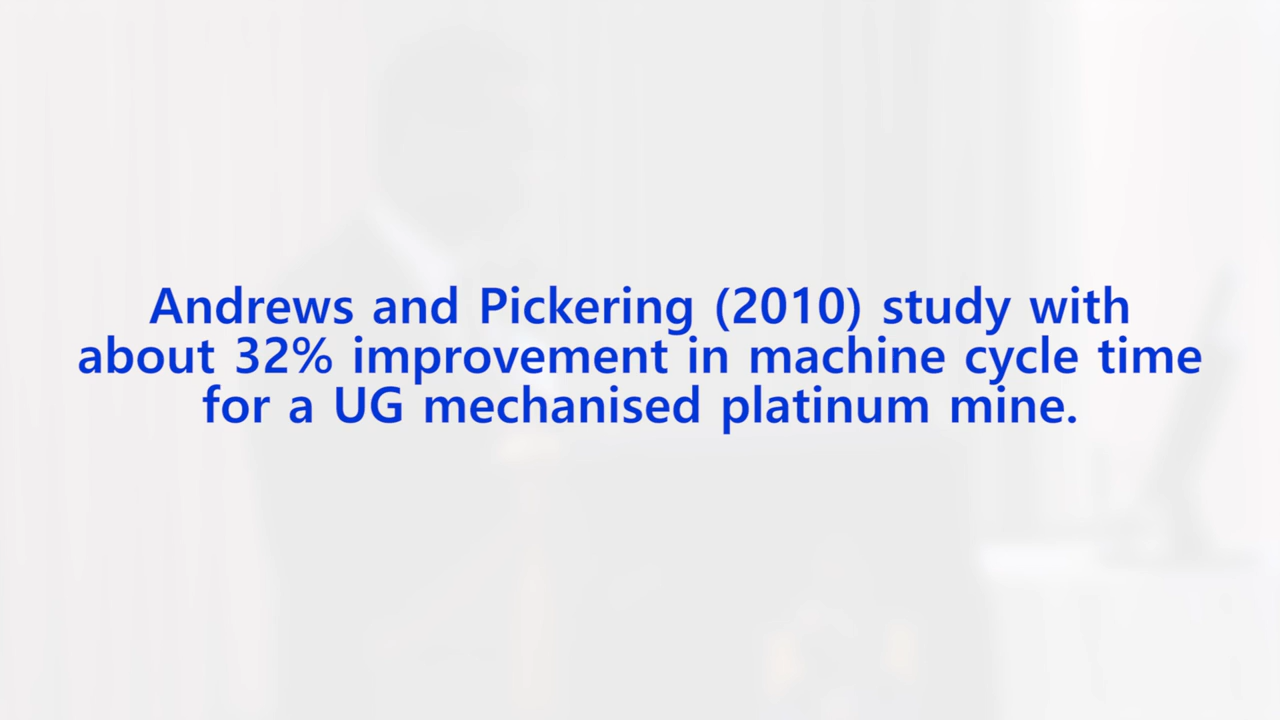 Andrews and Pickering (2010) study with
about 32% improvement in machine cycle time
for a UG mechanised platinum mine.